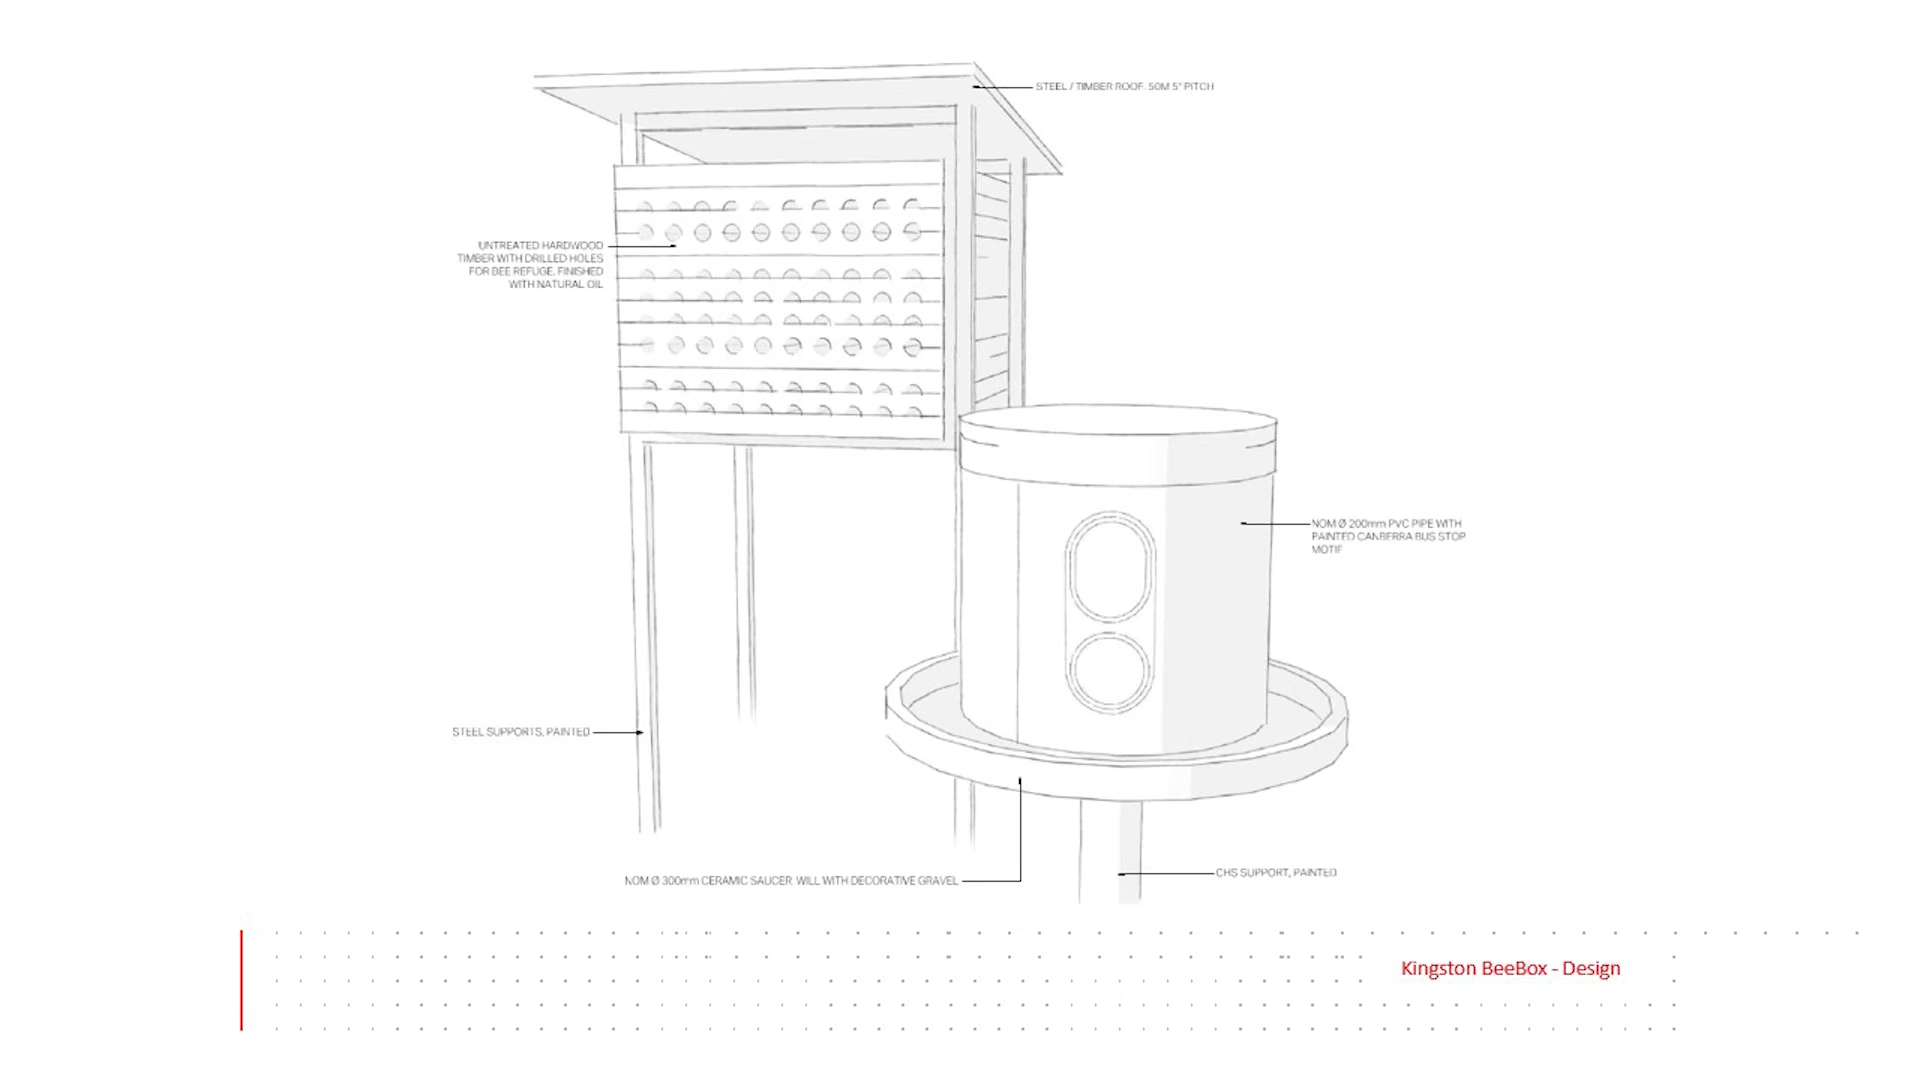 STEEL / TIMBER ROOF. 50M 5° PITCH
UNTREATED HARDWOOD
TIMBER WITH DRILLED HOLES
FOR BEE REFUGE. FINISHED
WITH NATURAL OIL
NOM Ø 200mm PVC PIPE WITH
PAINTED CANBERRA BUS STOP
MOTIF
STEEL SUPPORTS, PAINTED
NOM Ø 300mm CERAMIC SAUCER. WILL WITH DECORATIVE GRAVEL
CHS SUPPORT, PAINTED
Kingston BeeBox - Design